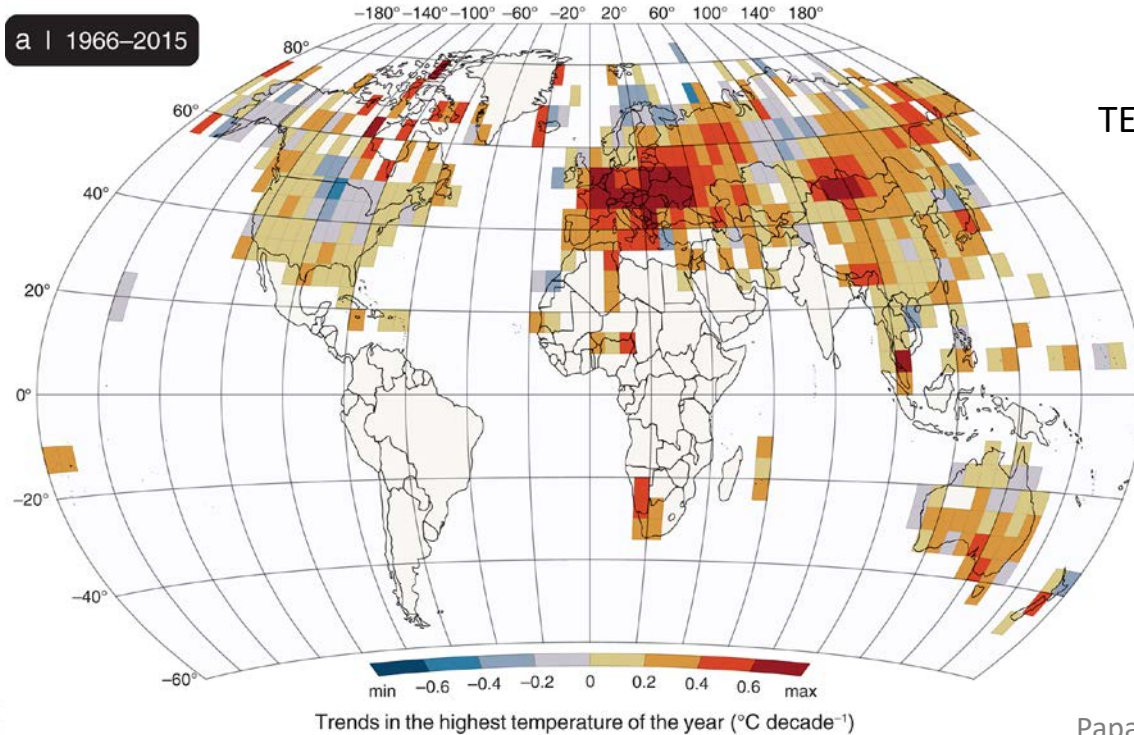 a | 1966–2015
−180° −140° −100° −60° −20° 20° 60° 100° 140° 180°
80°
60°
TE
40°
20°
0°
−20°
−40°
−60°
min −0.6 −0.4 −0.2 0 0.2 0.4 0.6 max
Trends in the highest temperature of the year (°C decade⁻¹)
Papa